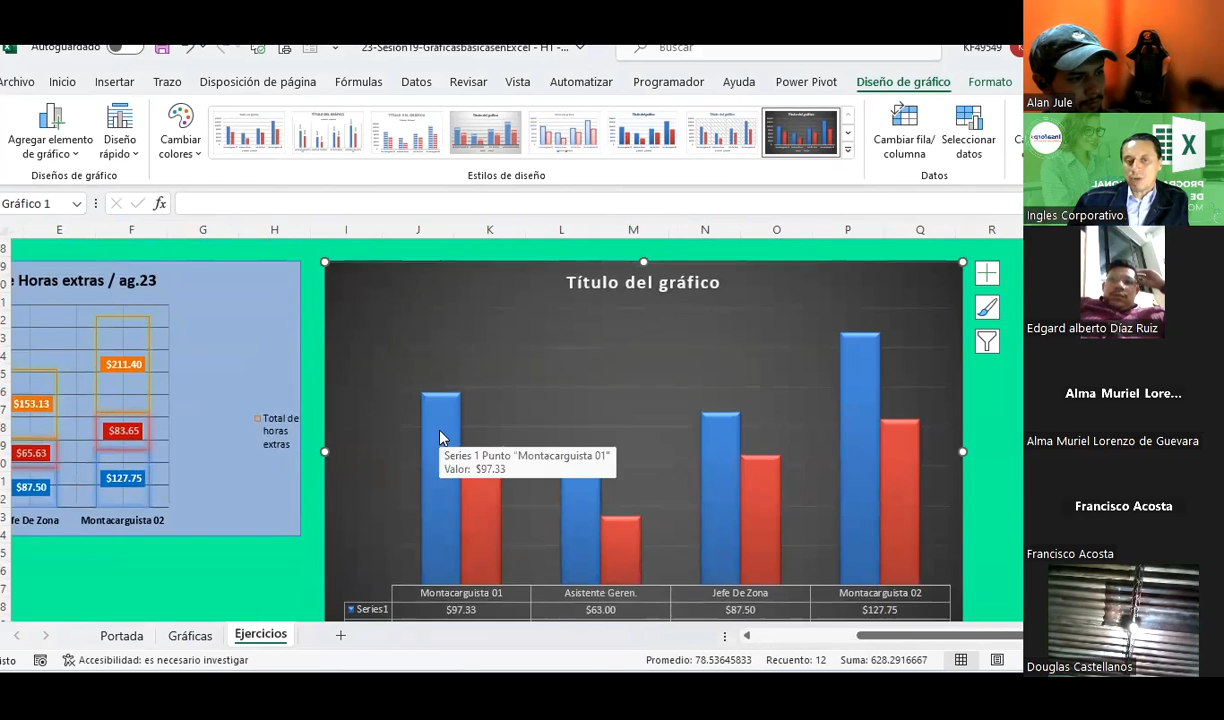 Autoguardado
23-Sesion19-GraficasbasicasenExcel - HT -...
Buscar
KF49549
Archivo Inicio Insertar Trazo Disposición de página Fórmulas Datos Revisar Vista Automatizar Programador Ayuda Power Pivot Diseño de gráfico Formato
Agregar elemento de gráfico
Diseño rápido
Cambiar colores
Cambiar fila/ columna
Seleccionar datos
Diseños de gráfico
Estilos de diseño
Datos
Gráfico 1
fx
E F G H I J K L M N O P Q R
Horas extras / ag.23
$211.40
$153.13
$83.65
$65.63
$127.75
$87.50
fe De Zona
Montacarguista 02
Total de
horas
extras
Título del gráfico
Series 1 Punto "Montacarguista 01"
Valor: $97.33
Montacarguista 01 Asistente Geren. Jefe De Zona Montacarguista 02
Series1 $97.33 $63.00 $87.50 $127.75
Portada Gráficas Ejercicios
Accesibilidad: es necesario investigar
Promedio: 78.53645833 Recuento: 12 Suma: 628.2916667
Alan Jule
Ingles Corporativo
Edgard alberto Díaz Ruiz
Alma Muriel Lore...
Alma Muriel Lorenzo de Guevara
Francisco Acosta
Francisco Acosta
Douglas Castellanos